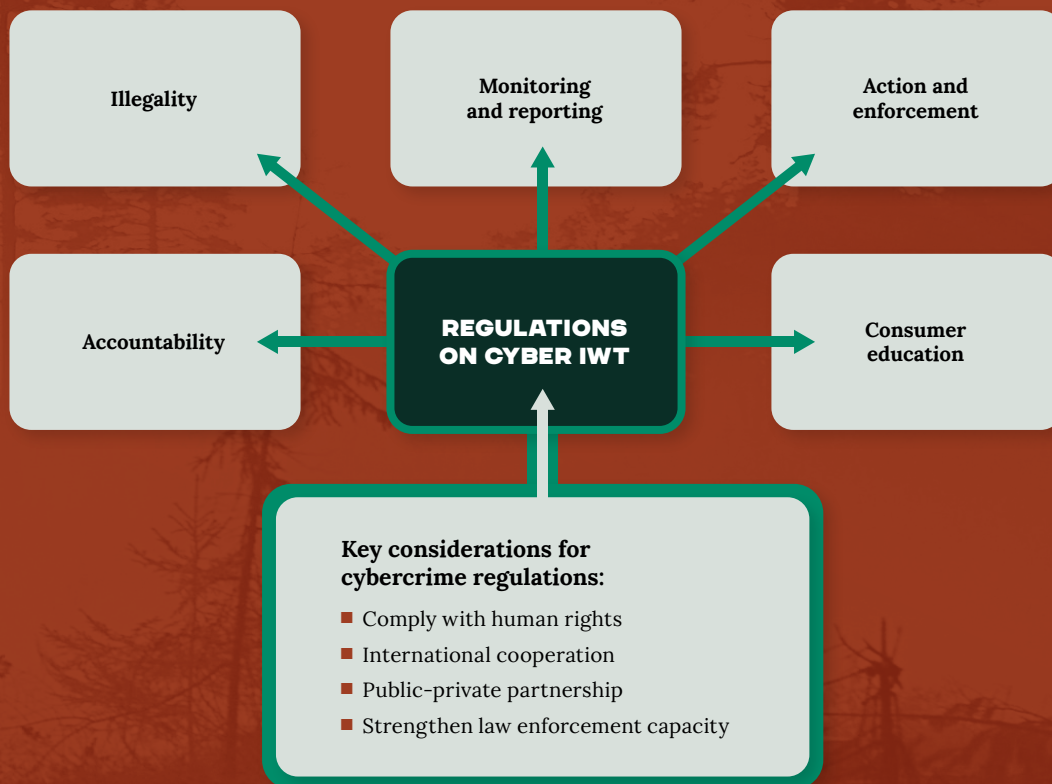 Illegality
Monitoring
and reporting
Action and
enforcement
Accountability
REGULATIONS
ON CYBER IWT
Consumer
education
Key considerations for
cybercrime regulations:
Comply with human rights
International cooperation
Public-private partnership
Strengthen law enforcement capacity